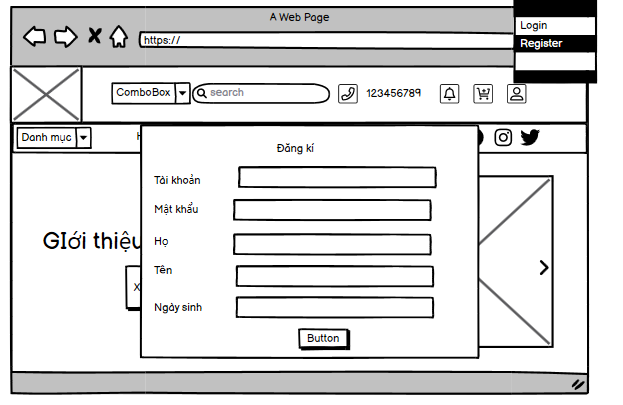 A Web Page
Login
https://
Register
ComboBox
search
123456789
Danh mục
Đăng kí
Tài khoản
Mật khẩu
GIới thiệu
Họ
Tên
X
Ngày sinh
Button